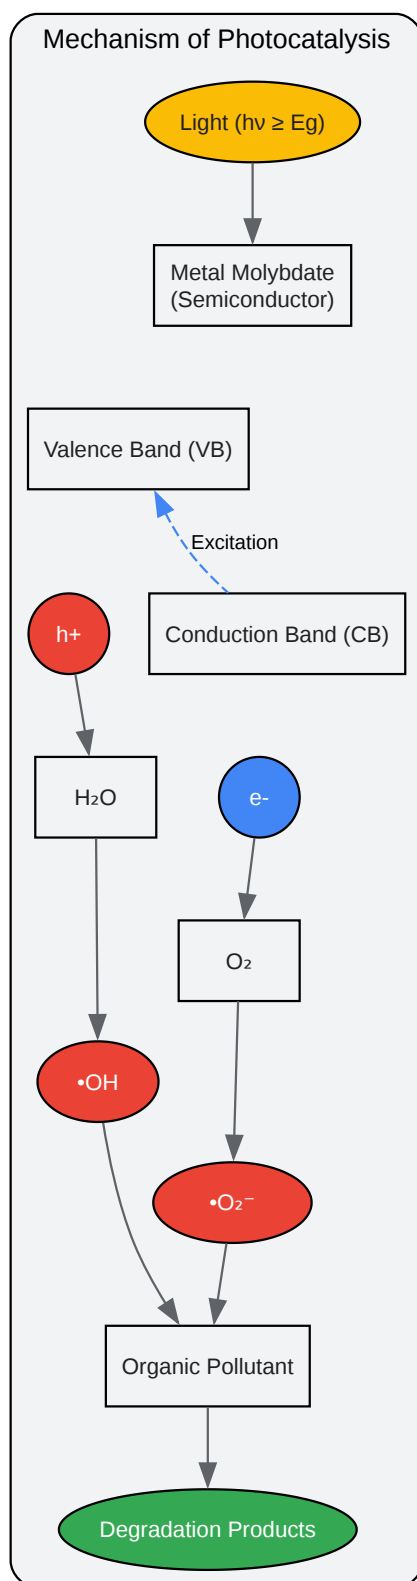 Mechanism of Photocatalysis
Light (hν ≥ Eg)
Metal Molybdate
(Semiconductor)
Valence Band (VB)
Excitation
h+
Conduction Band (CB)
H₂O
e-
O₂
•OH
•O₂⁻
Organic Pollutant
Degradation Products